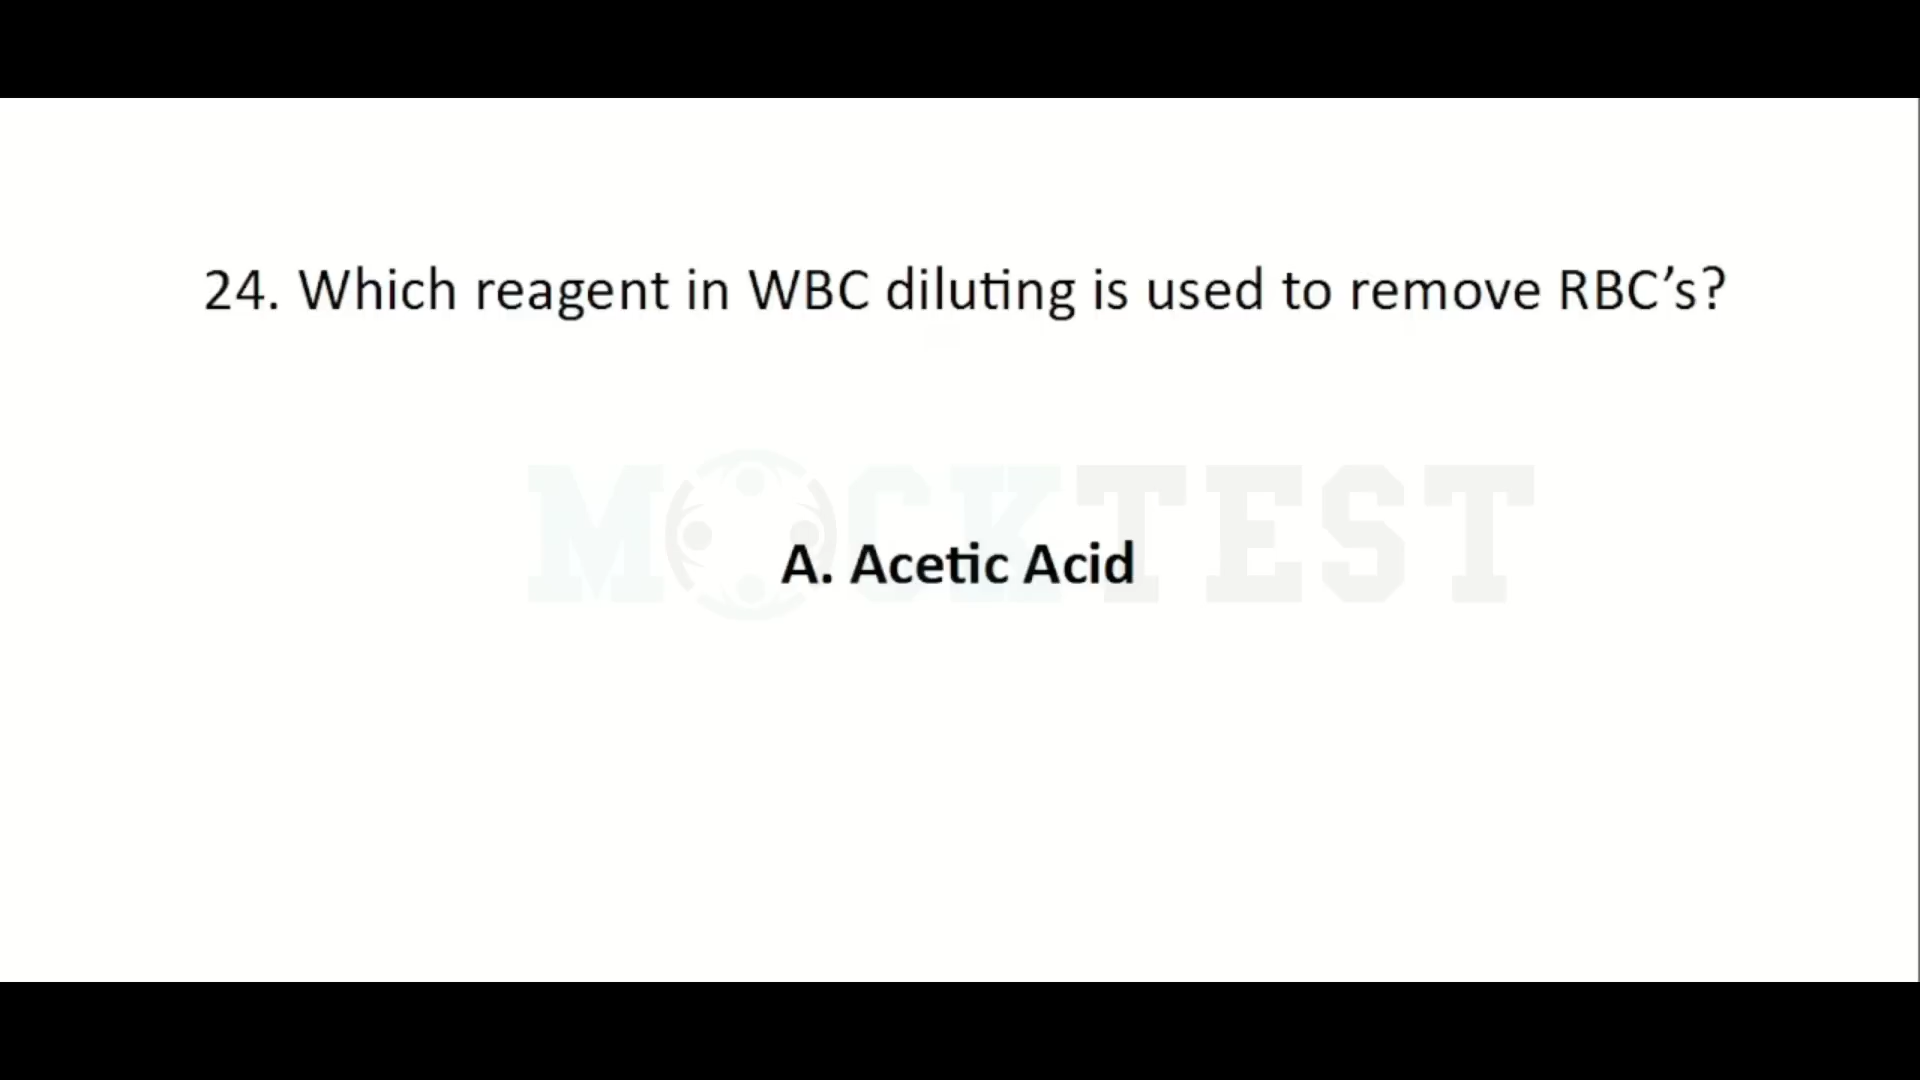 24. Which reagent in WBC diluting is used to remove RBC’s?
MOCKTEST
A. Acetic Acid